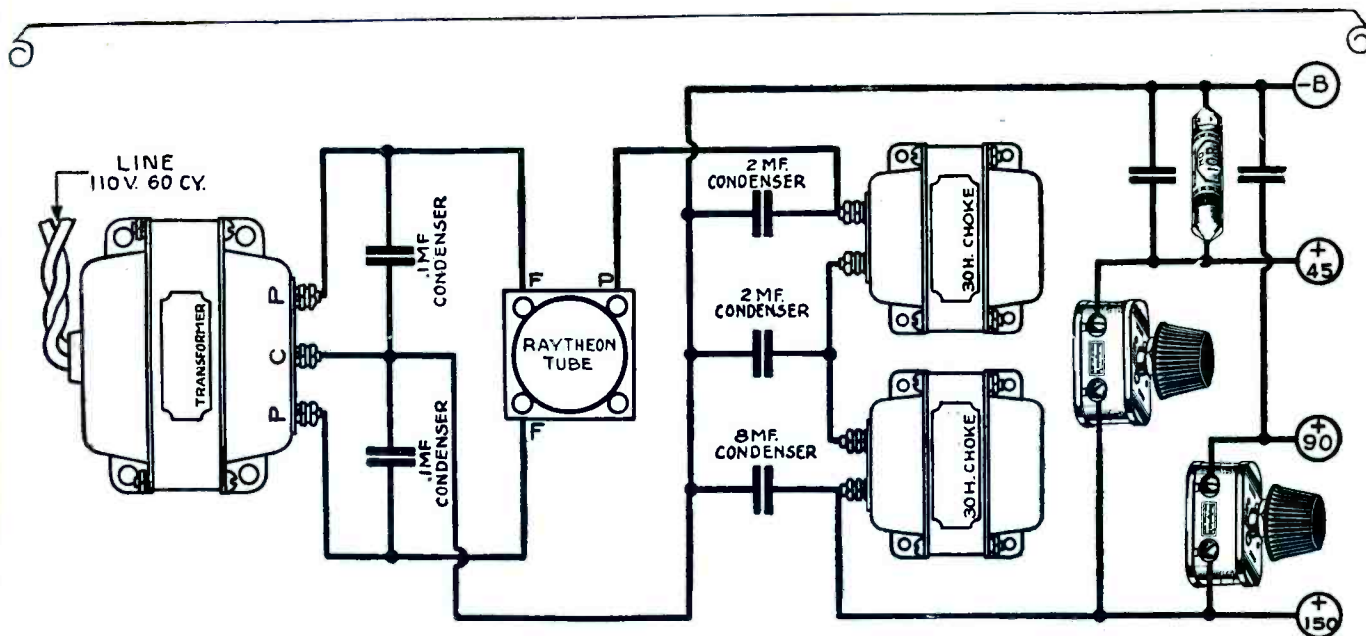 LINE
110 V. 60 CY.
TRANSFORMER
P
C
P
.1 MF.
CONDENSER
.1 MF.
CONDENSER
F
P
RAYTHEON
TUBE
F
2 MF.
CONDENSER
2 MF.
CONDENSER
8 MF.
CONDENSER
30 H. CHOKE
30 H. CHOKE
-B
+
45
+
90
+
150